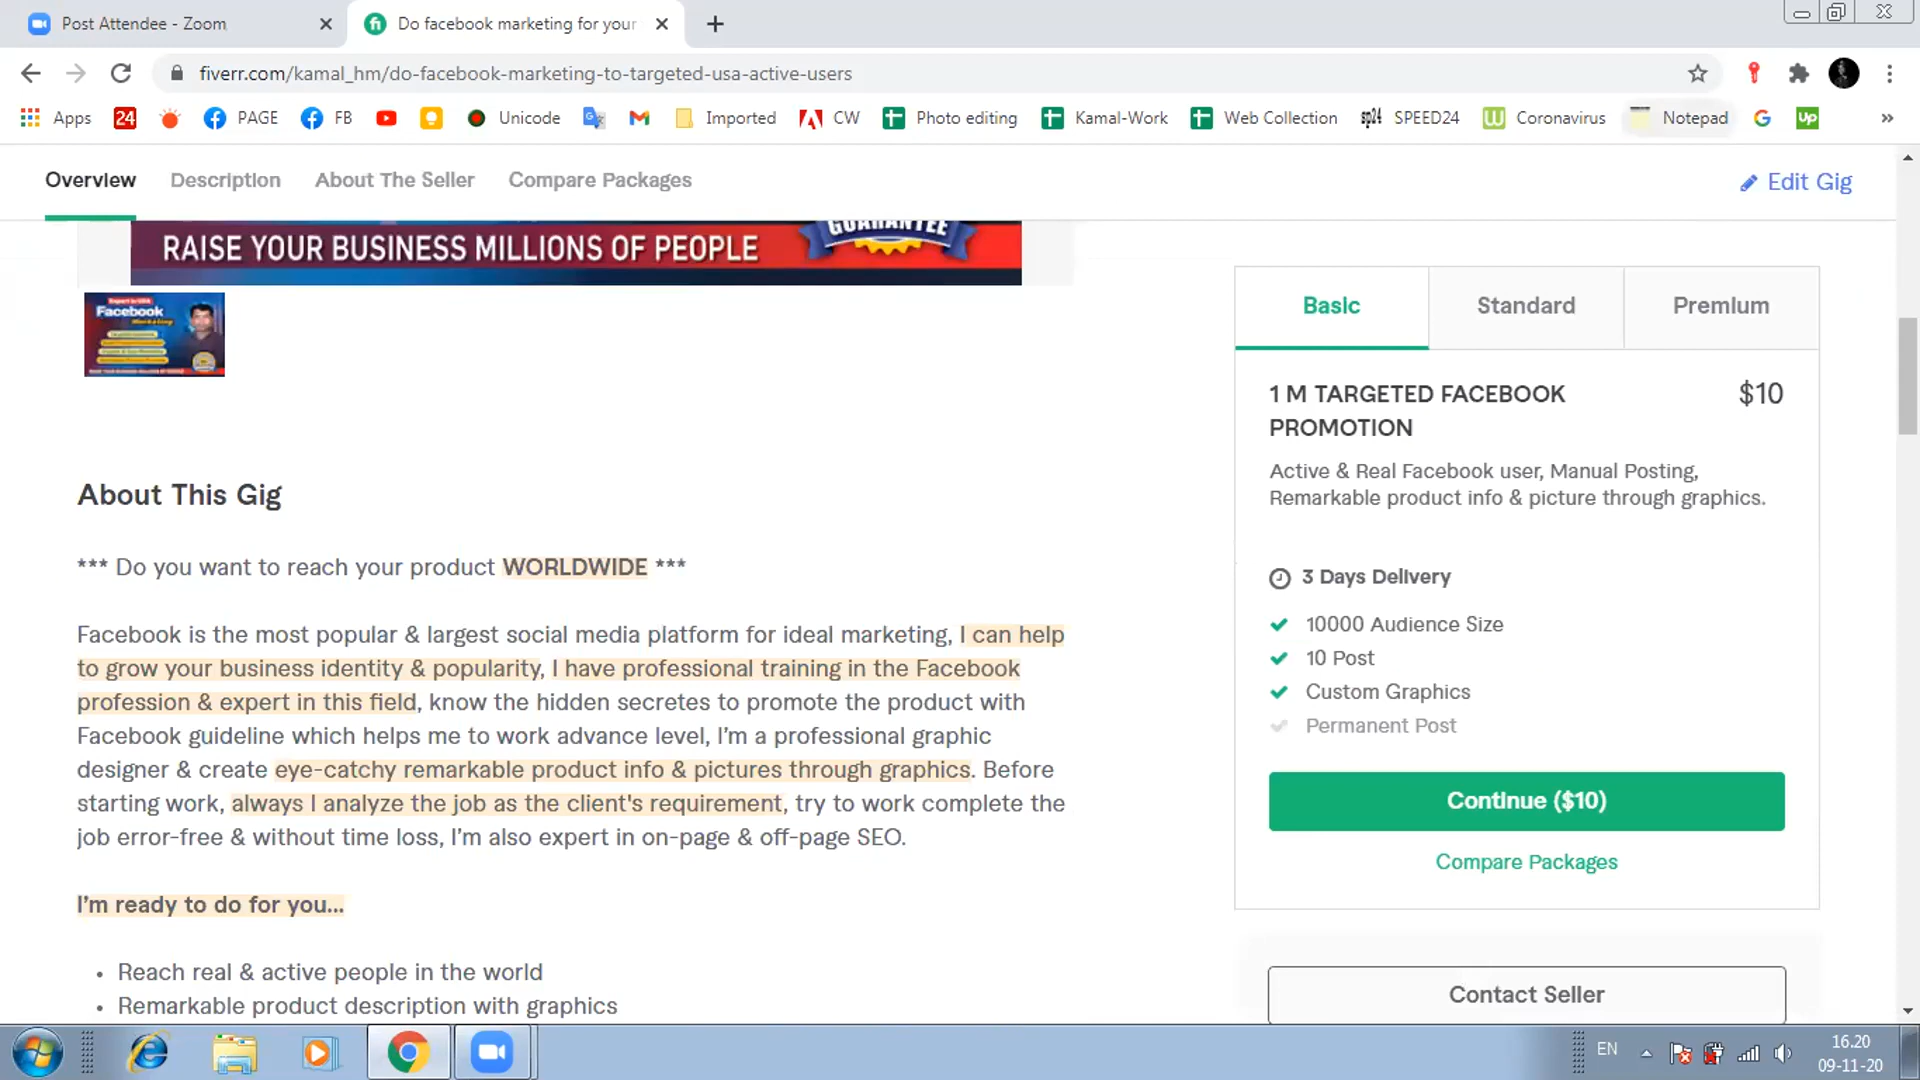 Post Attendee - Zoom
Do facebook marketing for your
fiverr.com/kamal_hm/do-facebook-marketing-to-targeted-usa-active-users
Apps
24
PAGE
FB
Unicode
Imported
CW
Photo editing
Kamal-Work
Web Collection
sp24
SPEED24
Coronavirus
Notepad
Up
»
Overview
Description
About The Seller
Compare Packages
Edit Gig
GUARANTEE
RAISE YOUR BUSINESS MILLIONS OF PEOPLE
Facebook
Basic
Standard
Premium
1 M TARGETED FACEBOOK
PROMOTION
$10
Active & Real Facebook user, Manual Posting,
Remarkable product info & picture through graphics.
3 Days Delivery
10000 Audience Size
10 Post
Custom Graphics
Permanent Post
Continue ($10)
Compare Packages
Contact Seller
About This Gig
*** Do you want to reach your product WORLDWIDE ***
Facebook is the most popular & largest social media platform for ideal marketing, I can help
to grow your business identity & popularity, I have professional training in the Facebook
profession & expert in this field, know the hidden secretes to promote the product with
Facebook guideline which helps me to work advance level, I'm a professional graphic
designer & create eye-catchy remarkable product info & pictures through graphics. Before
starting work, always I analyze the job as the client's requirement, try to work complete the
job error-free & without time loss, I'm also expert in on-page & off-page SEO.
I'm ready to do for you...
• Reach real & active people in the world
• Remarkable product description with graphics
EN
16.20
09-11-20